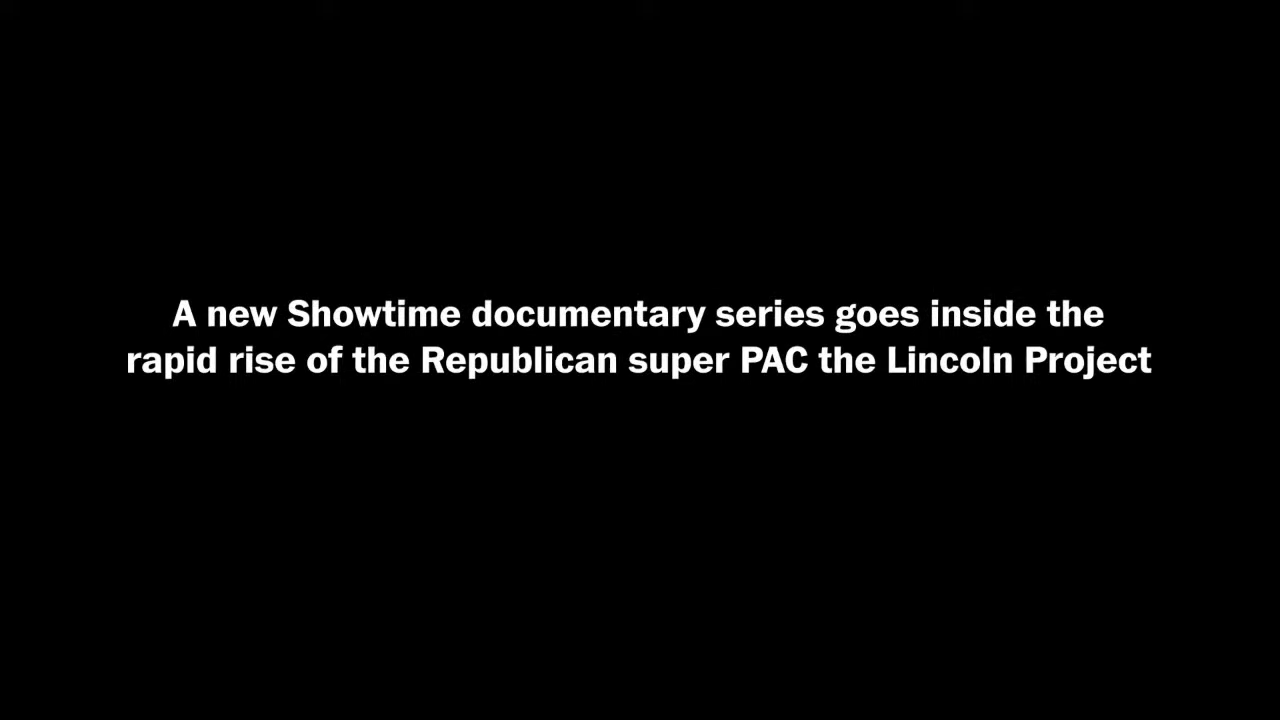 A new Showtime documentary series goes inside the
rapid rise of the Republican super PAC the Lincoln Project